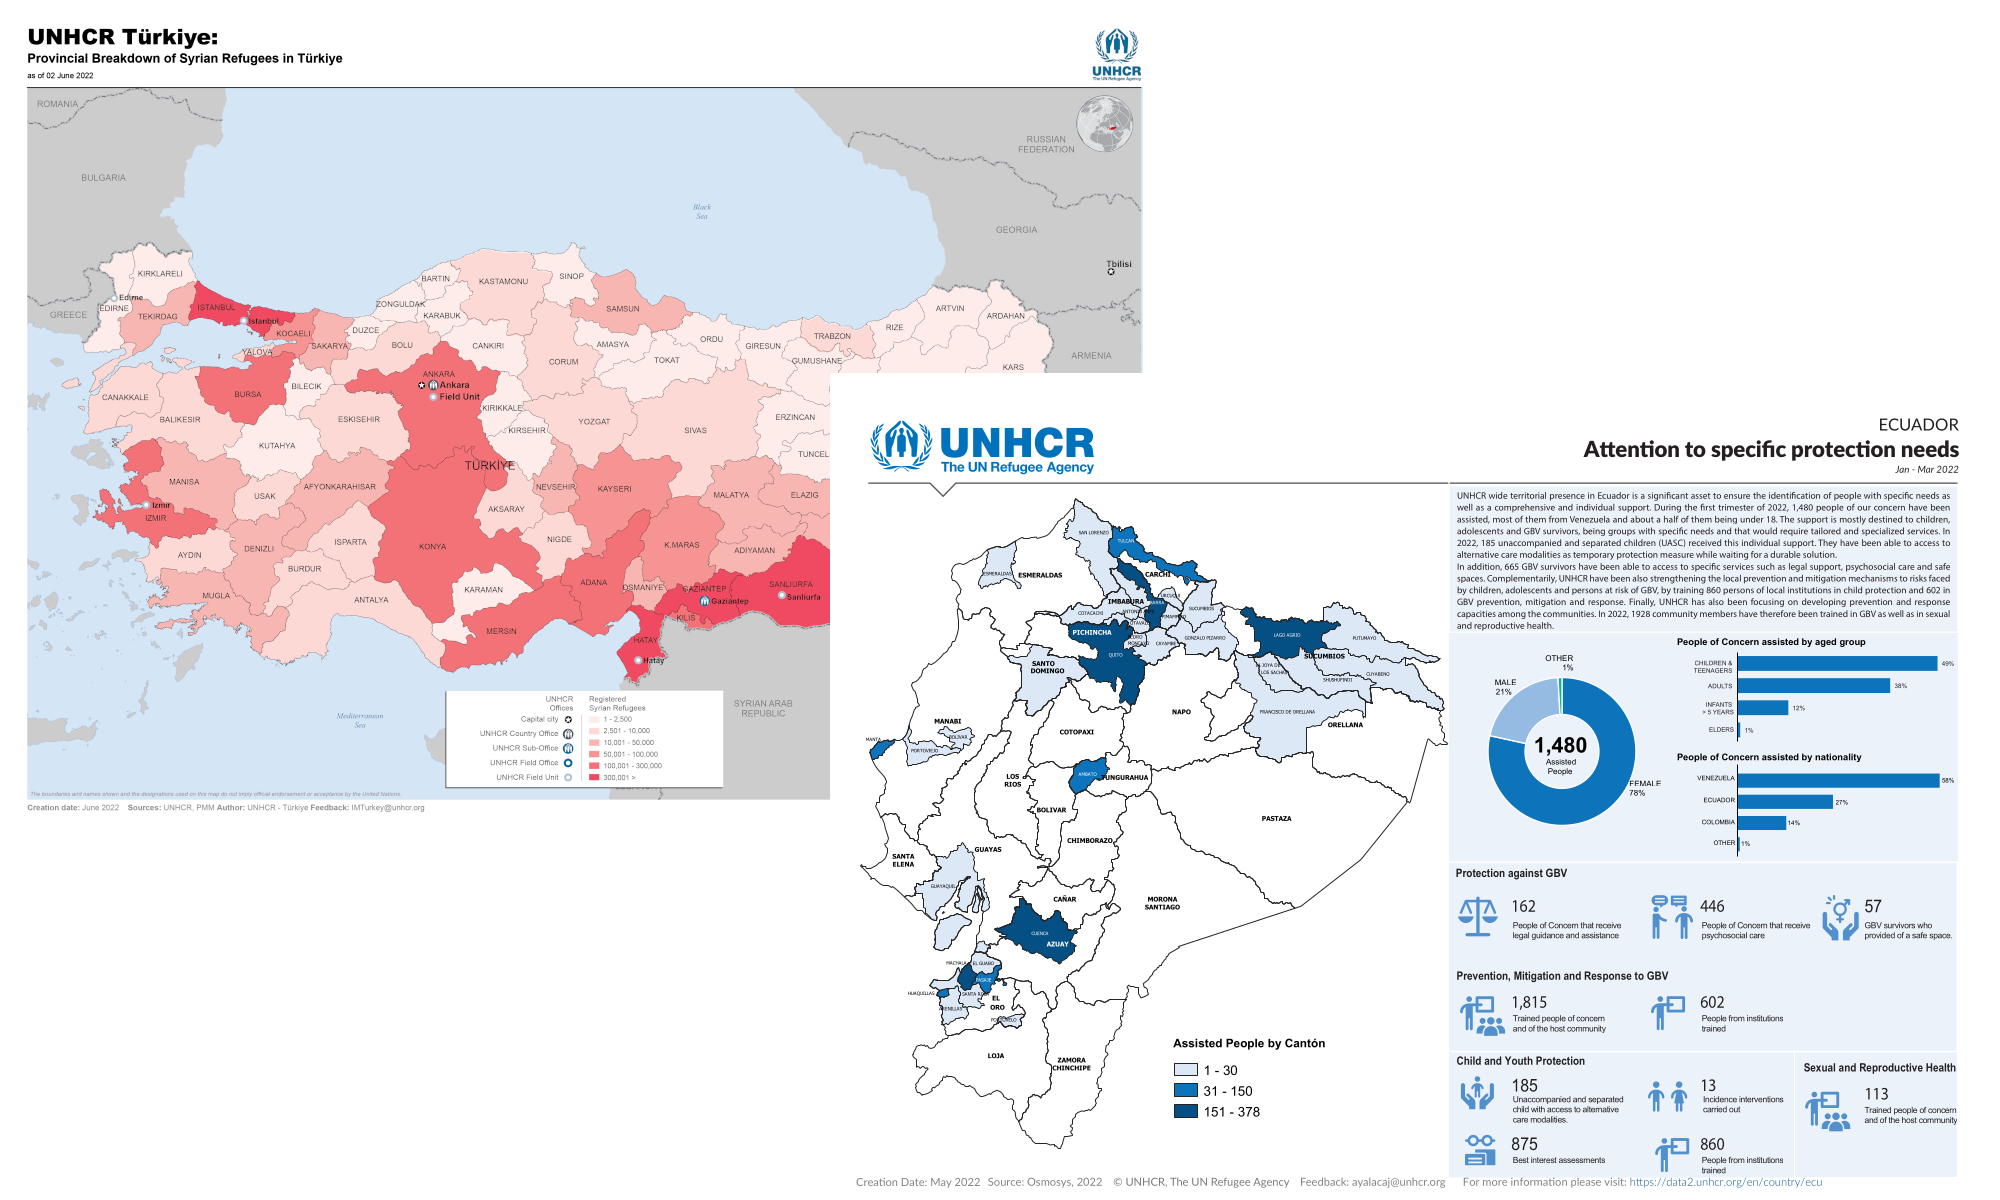 UNHCR Türkiye:
Provincial Breakdown of Syrian Refugees in Türkiye
as of 02 June 2022
UNHCR
The UN Refugee Agency
ROMANIA
BULGARIA
GREECE
RUSSIAN
FEDERATION
GEORGIA
Tbilisi
ARMENIA
Black
Sea
KIRKLARELI
Edirne
EDIRNE
TEKIRDAG
ISTANBUL
Istanbul
KOCAELI
YALOVA
SAKARYA
DUZCE
BOLU
ZONGULDAK
BARTIN
KARABUK
KASTAMONU
SINOP
CANKIRI
CORUM
SAMSUN
AMASYA
TOKAT
ORDU
GIRESUN
TRABZON
GUMUSHANE
RIZE
ARTVIN
ARDAHAN
KARS
CANAKKALE
BALIKESIR
BURSA
BILECIK
ESKISEHIR
KUTAHYA
ANKARA
Ankara
Field Unit
KIRIKKALE
KIRSEHIR
YOZGAT
SIVAS
ERZINCAN
TUNCEL
TÜRKIYE
MANISA
USAK
AFYONKARAHISAR
Izmir
IZMIR
AYDIN
DENIZLI
ISPARTA
BURDUR
MUGLA
ANTALYA
KONYA
AKSARAY
NEVSEHIR
KAYSERI
NIGDE
KARAMAN
MERSIN
ADANA
OSMANIYE
K.MARAS
MALATYA
ELAZIG
ADIYAMAN
GAZIANTEP
Gaziantep
KILIS
SANLIURFA
Sanliurfa
HATAY
Hatay
SYRIAN ARAB
REPUBLIC
Mediterranean
Sea
UNHCR
Offices
Capital city
UNHCR Country Office
UNHCR Sub-Office
UNHCR Field Office
UNHCR Field Unit
Registered
Syrian Refugees
1 - 2,500
2,501 - 10,000
10,001 - 50,000
50,001 - 100,000
100,001 - 300,000
300,001 >
The boundaries and names shown and the designations used on this map do not imply official endorsement or acceptance by the United Nations.
Creation date: June 2022 Sources: UNHCR, PMM Author: UNHCR - Türkiye Feedback: IMTurkey@unhcr.org
UNHCR
The UN Refugee Agency
ECUADOR
Attention to specific protection needs
Jan - Mar 2022
UNHCR wide territorial presence in Ecuador is a significant asset to ensure the identification of people with specific needs as
well as a comprehensive and individual support. During the first trimester of 2022, 1,480 people of our concern have been
assisted, most of them from Venezuela and about a half of them being under 18. The support is mostly destined to children,
adolescents and GBV survivors, being groups with specific needs and that would require tailored and specialized services. In
2022, 185 unaccompanied and separated children (UASC) received this individual support. They have been able to access to
alternative care modalities as temporary protection measure while waiting for a durable solution.
In addition, 665 GBV survivors have been able to access to specific services such as legal support, psychosocial care and safe
spaces. Complementarily, UNHCR have been also strengthening the local prevention and mitigation mechanisms to risks faced
by children, adolescents and persons at risk of GBV, by training 860 persons of local institutions in child protection and 602 in
GBV prevention, mitigation and response. Finally, UNHCR has also been focusing on developing prevention and response
capacities among the communities. In 2022, 1928 community members have therefore been trained in GBV as well as in sexual
and reproductive health.
SAN LORENZO
TULCAN
ESMERALDAS
ESMERALDAS
CARCHI
IMBABURA
COTACACHI
SUCUMBIOS
PICHINCHA
QUITO
CAYAMBE
GONZALO PIZARRO
LAGO AGRIO
PUTUMAYO
SUCUMBIOS
CUYABENO
SHUSHUFINDI
SANTO
DOMINGO
FRANCISCO DE ORELLANA
ORELLANA
NAPO
MANABI
MANTA
PORTOVIEJO
BOLIVAR
COTOPAXI
AMBATO
TUNGURAHUA
LOS
RIOS
BOLIVAR
PASTAZA
CHIMBORAZO
SANTA
ELENA
GUAYAS
GUAYAQUIL
CAÑAR
MORONA
SANTIAGO
CUENCA
AZUAY
MACHALA
EL GUABO
PASAJE
HUAQUILLAS
SANTA ROSA
ARENILLAS
EL
ORO
LOJA
ZAMORA
CHINCHIPE
Assisted People by Cantón
1 - 30
31 - 150
151 - 378
OTHER
1%
MALE
21%
1,480
Assisted
People
FEMALE
78%
People of Concern assisted by aged group
CHILDREN &
TEENAGERS
49%
ADULTS
38%
INFANTS
> 5 YEARS
12%
ELDERS
1%
People of Concern assisted by nationality
VENEZUELA
58%
ECUADOR
27%
COLOMBIA
14%
OTHER
1%
Protection against GBV
162
People of Concern that receive
legal guidance and assistance
446
People of Concern that receive
psychosocial care
57
GBV survivors who
provided of a safe space.
Prevention, Mitigation and Response to GBV
1,815
Trained people of concern
and of the host community
602
People from institutions
trained
Child and Youth Protection
185
Unaccompanied and separated
child with access to alternative
care modalities.
13
Incidence interventions
carried out
875
Best interest assessments
860
People from institutions
trained
Sexual and Reproductive Health
113
Trained people of concern
and of the host community
Creation Date: May 2022 Source: Osmosys, 2022 © UNHCR, The UN Refugee Agency Feedback: ayalacaj@unhcr.org For more information please visit: https://data2.unhcr.org/en/country/ecu